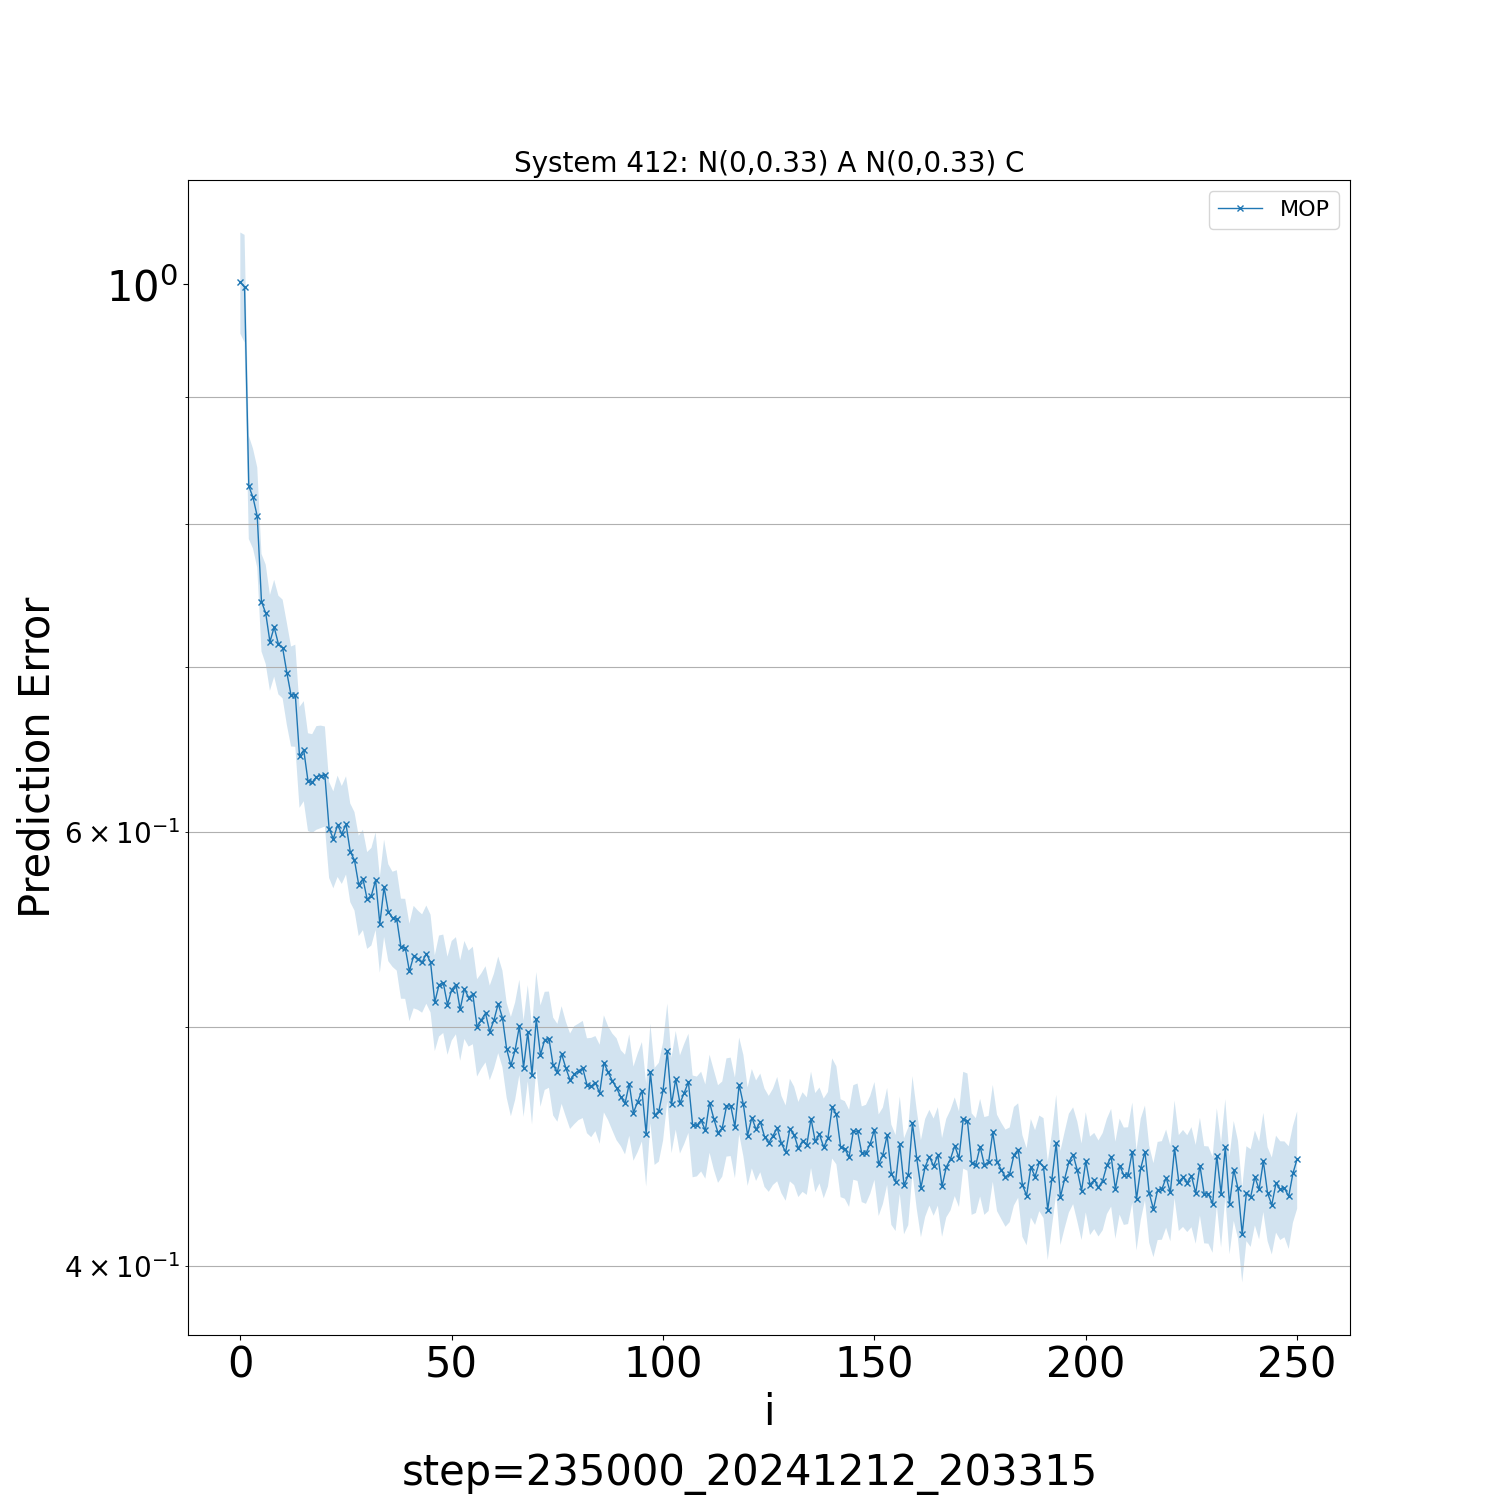 System 412: N(0,0.33) A N(0,0.33) C
MOP
10⁰
6 × 10⁻¹
4 × 10⁻¹
Prediction Error
0 50 100 150 200 250
i
step=235000_20241212_203315